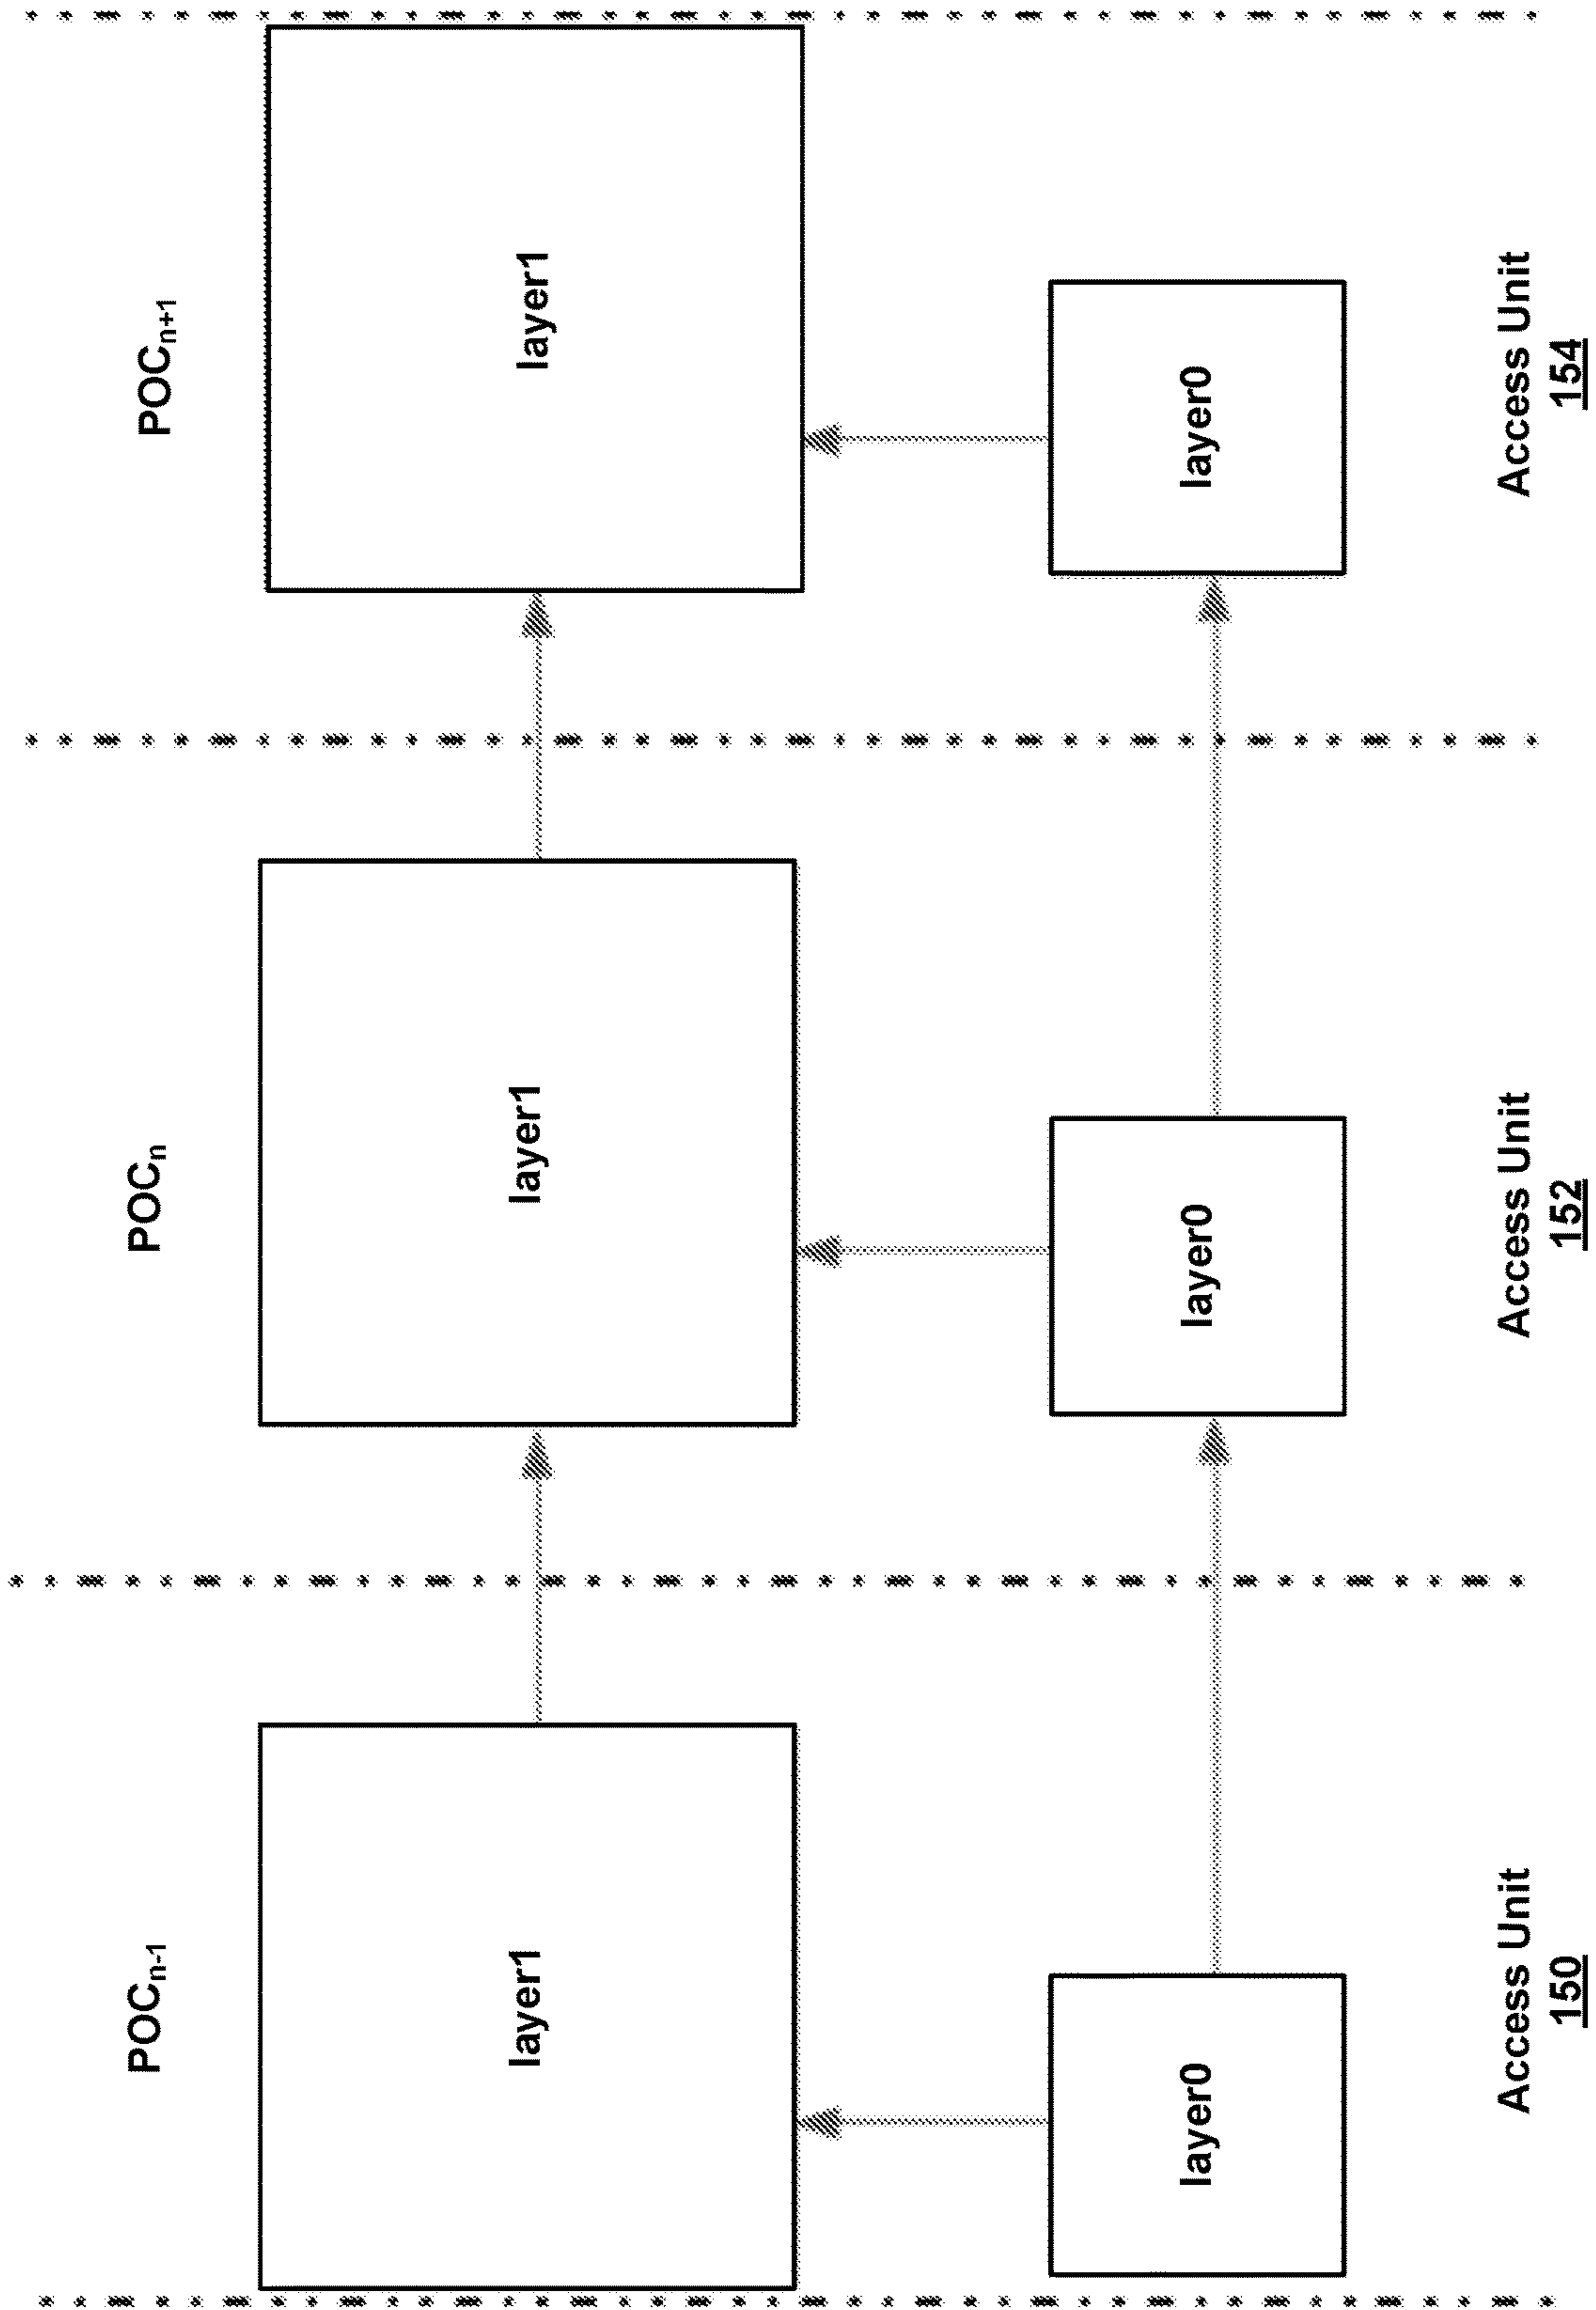 POCn-1
POCn
POCn+1
layer1
layer1
layer1
layer0
layer0
layer0
Access Unit
150
Access Unit
152
Access Unit
154